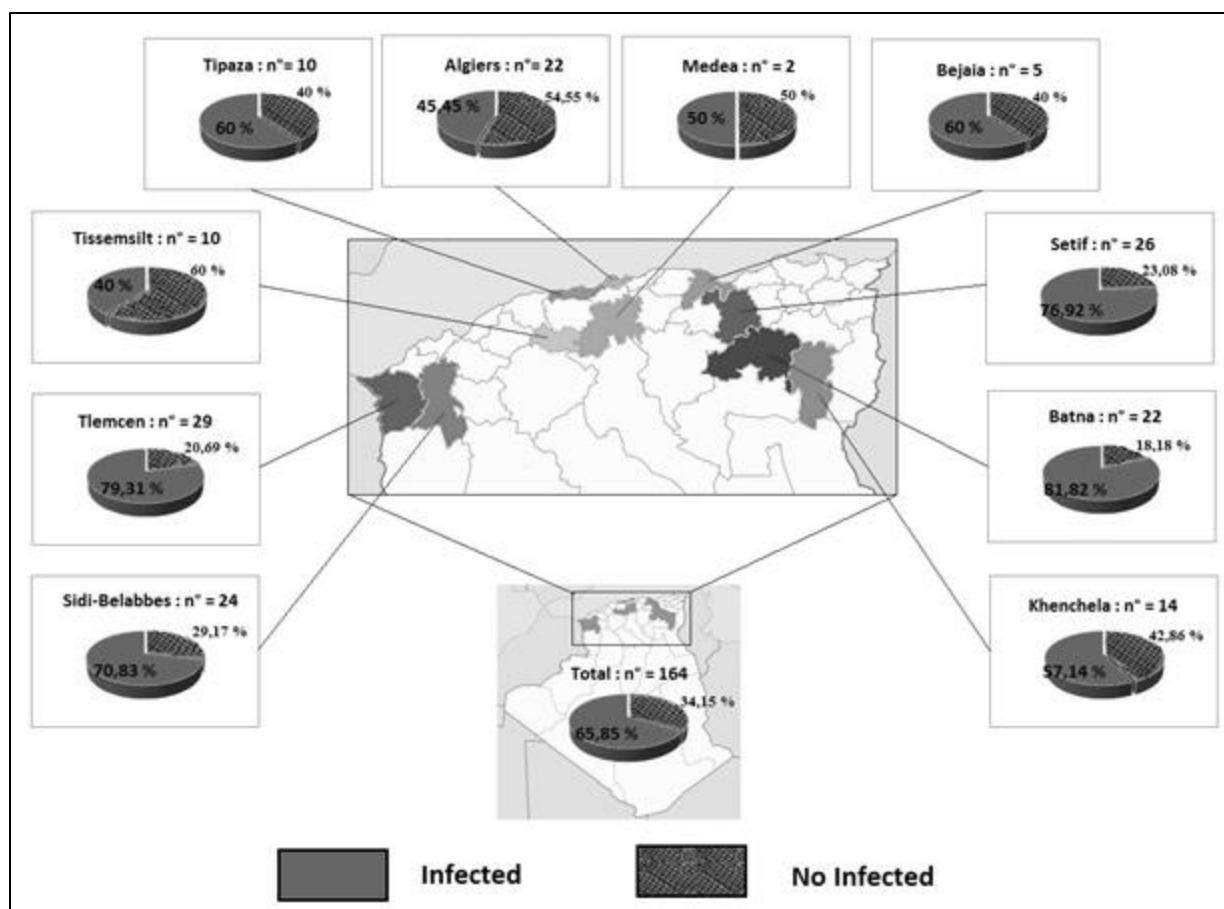 Tipaza : n°= 10
40 %
60 %
Algiers : n°= 22
45,45 %
54,55 %
Medea : n° = 2
50 %
50 %
Bejaia : n° = 5
40 %
60 %
Tissemsilt : n° = 10
60 %
40 %
Setif : n° = 26
23,08 %
76,92 %
Tlemcen : n° = 29
20,69 %
79,31 %
Batna : n° = 22
18,18 %
81,82 %
Sidi-Belabbes : n° = 24
29,17 %
70,83 %
Khenchela : n° = 14
42,86 %
57,14 %
Total : n° = 164
34,15 %
65,85 %
Infected
No Infected